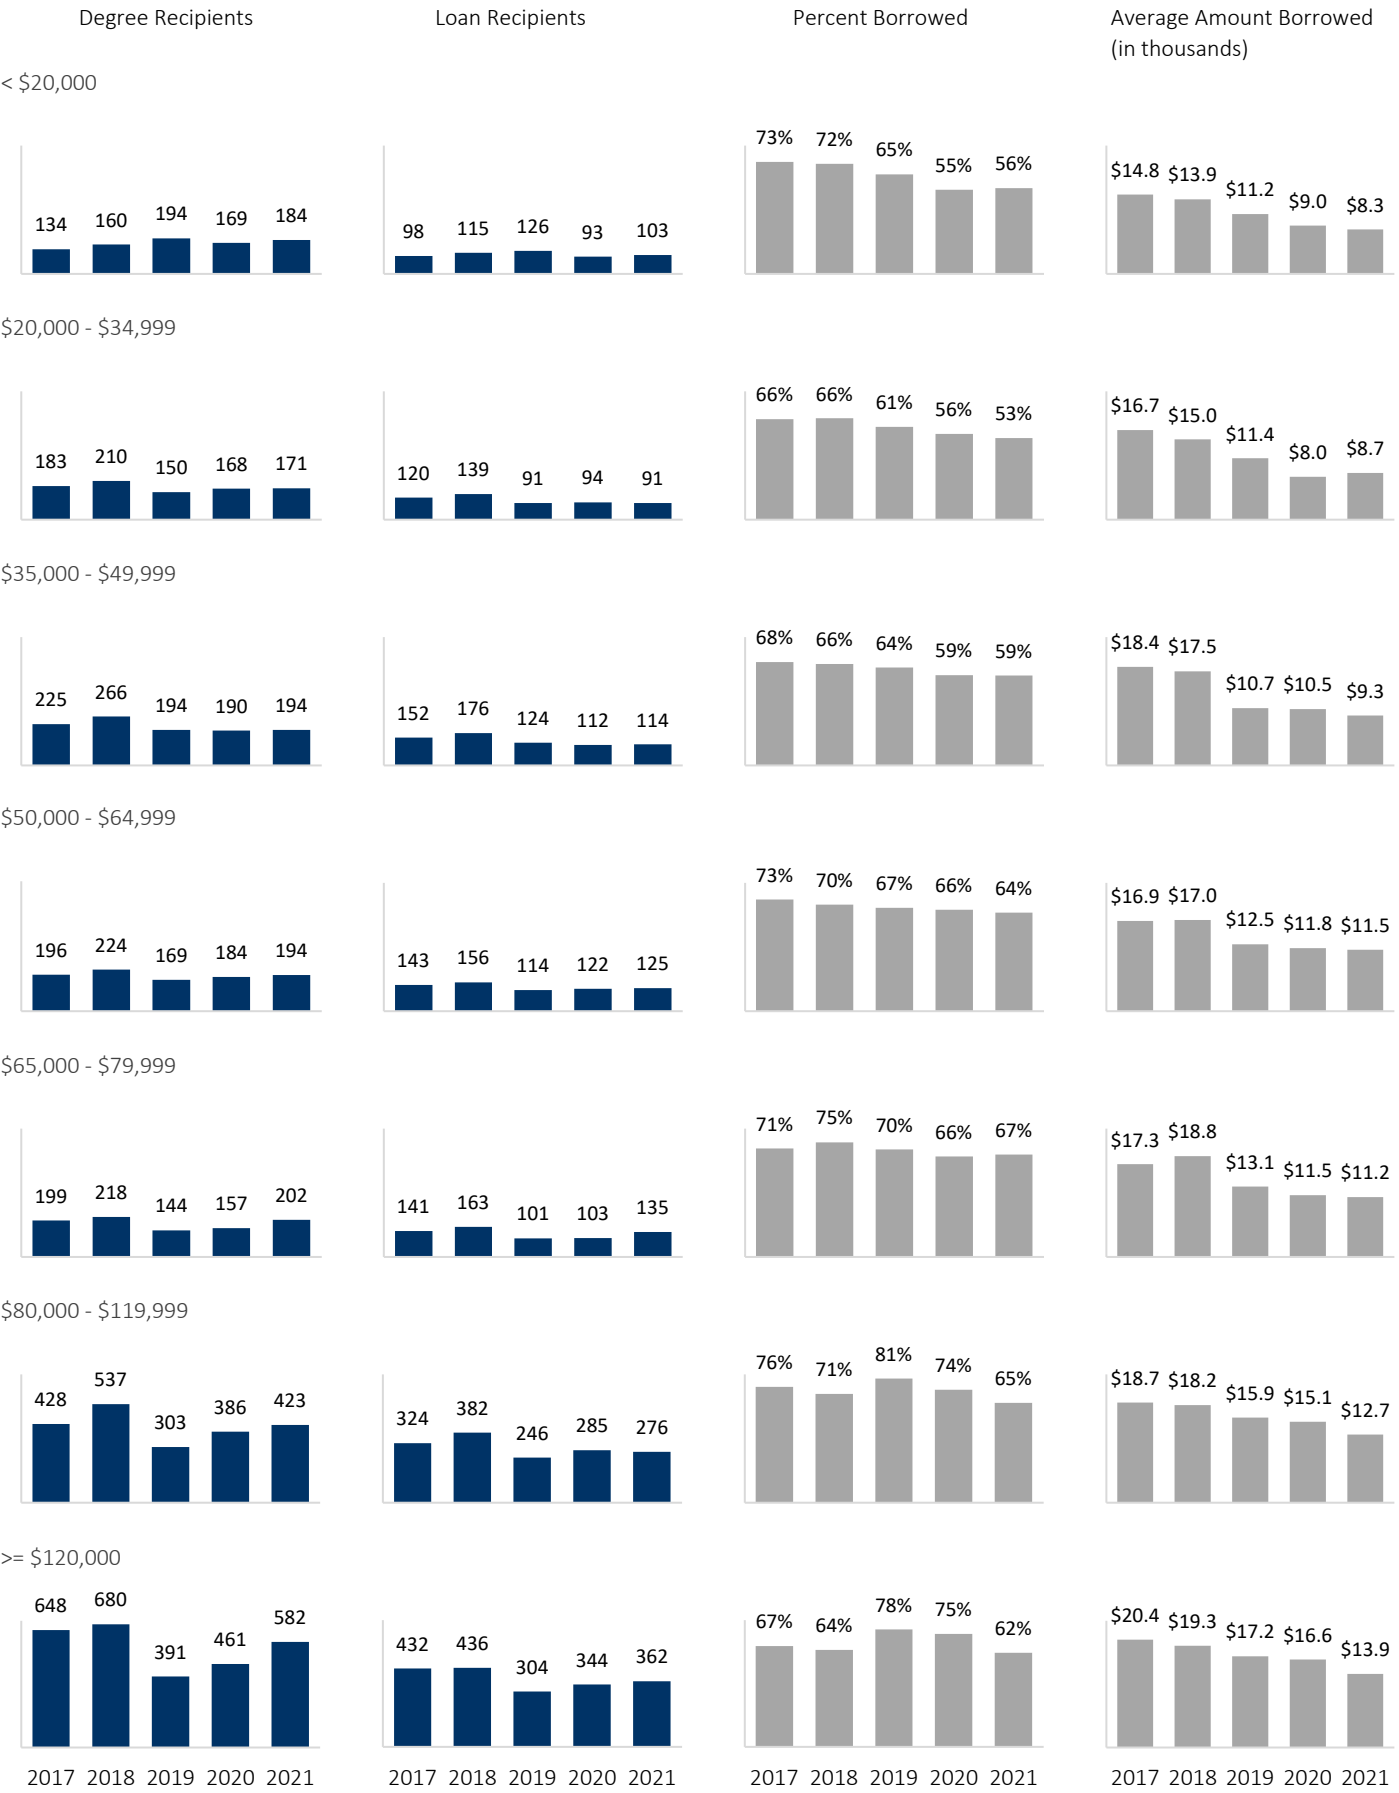 Degree Recipients Loan Recipients Percent Borrowed Average Amount Borrowed
(in thousands)
< $20,000
134 160 194 169 184 98 115 126 93 103 73% 72% 65% 55% 56% $14.8 $13.9 $11.2 $9.0 $8.3
$20,000 - $34,999
183 210 150 168 171 120 139 91 94 91 66% 66% 61% 56% 53% $16.7 $15.0 $11.4 $8.0 $8.7
$35,000 - $49,999
225 266 194 190 194 152 176 124 112 114 68% 66% 64% 59% 59% $18.4 $17.5 $10.7 $10.5 $9.3
$50,000 - $64,999
196 224 169 184 194 143 156 114 122 125 73% 70% 67% 66% 64% $16.9 $17.0 $12.5 $11.8 $11.5
$65,000 - $79,999
199 218 144 157 202 141 163 101 103 135 71% 75% 70% 66% 67% $17.3 $18.8 $13.1 $11.5 $11.2
$80,000 - $119,999
428 537 303 386 423 324 382 246 285 276 76% 71% 81% 74% 65% $18.7 $18.2 $15.9 $15.1 $12.7
>= $120,000
648 680 391 461 582 432 436 304 344 362 67% 64% 78% 75% 62% $20.4 $19.3 $17.2 $16.6 $13.9
2017 2018 2019 2020 2021 2017 2018 2019 2020 2021 2017 2018 2019 2020 2021 2017 2018 2019 2020 2021